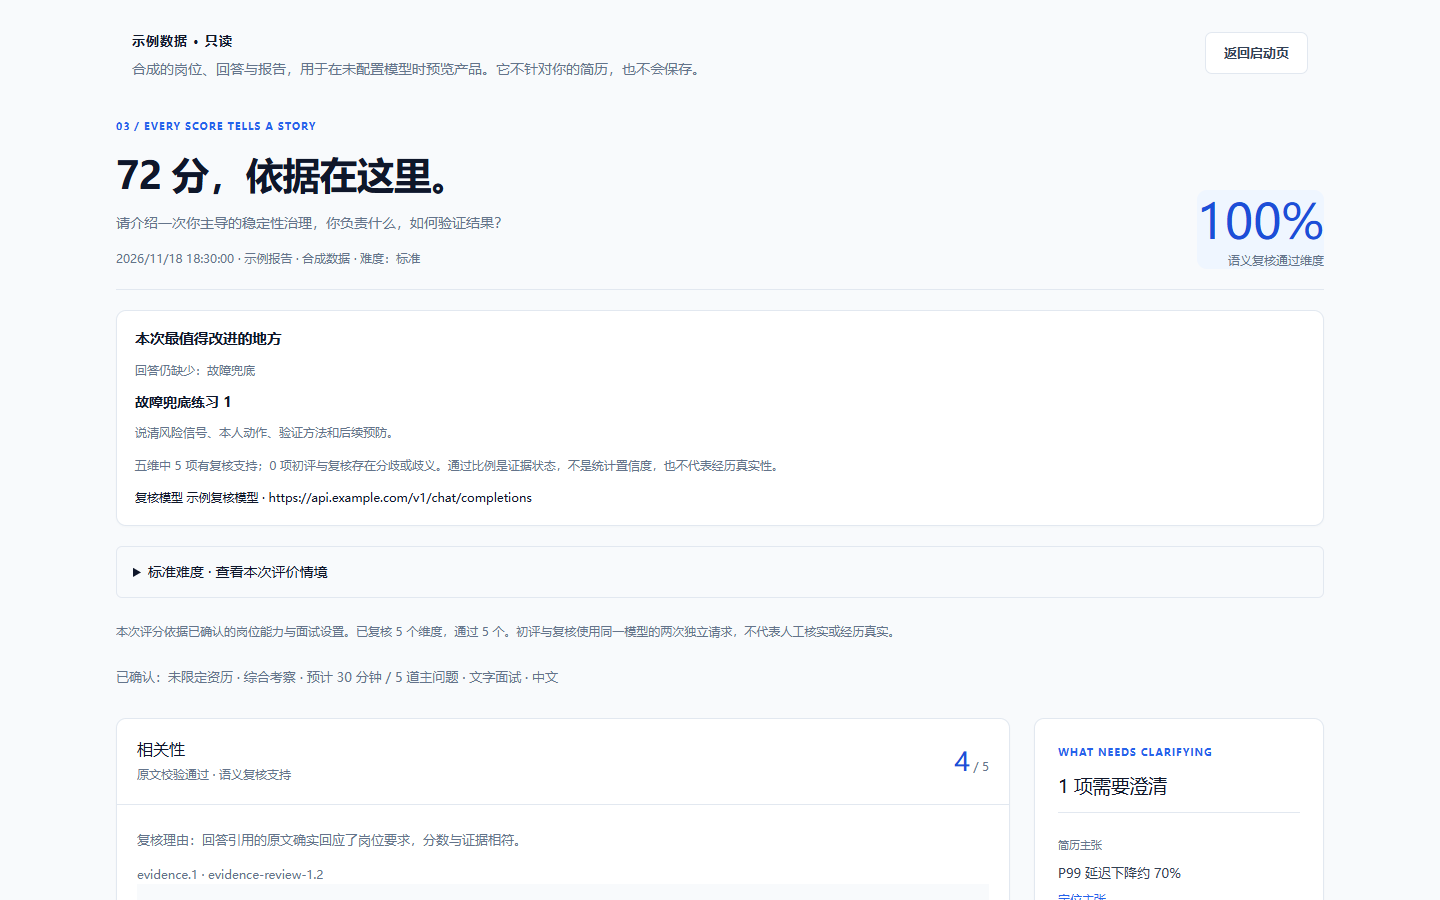 示例数据 • 只读
合成的岗位、回答与报告，用于在未配置模型时预览产品。它不针对你的简历，也不会保存。
返回启动页
03 / EVERY SCORE TELLS A STORY
72 分，依据在这里。
请介绍一次你主导的稳定性治理，你负责什么，如何验证结果？
2026/11/18 18:30:00 · 示例报告 · 合成数据 · 难度：标准
100%
语义复核通过维度
本次最值得改进的地方
回答仍缺少：故障兜底
故障兜底练习 1
说清风险信号、本人动作、验证方法和后续预防。
五维中 5 项有复核支持；0 项初评与复核存在分歧或歧义。通过比例是证据状态，不是统计置信度，也不代表经历真实性。
复核模型 示例复核模型 · https://api.example.com/v1/chat/completions
▶ 标准难度 · 查看本次评价情境
本次评分依据已确认的岗位能力与面试设置。已复核 5 个维度，通过 5 个。初评与复核使用同一模型的两次独立请求，不代表人工核实或经历真实。
已确认：未限定资历 · 综合考察 · 预计 30 分钟 / 5 道主问题 · 文字面试 · 中文
相关性
原文校验通过 · 语义复核支持
4 / 5
复核理由：回答引用的原文确实回应了岗位要求，分数与证据相符。
evidence.1 · evidence-review-1.2
WHAT NEEDS CLARIFYING
1 项需要澄清
简历主张
P99 延迟下降约 70%
定位主张